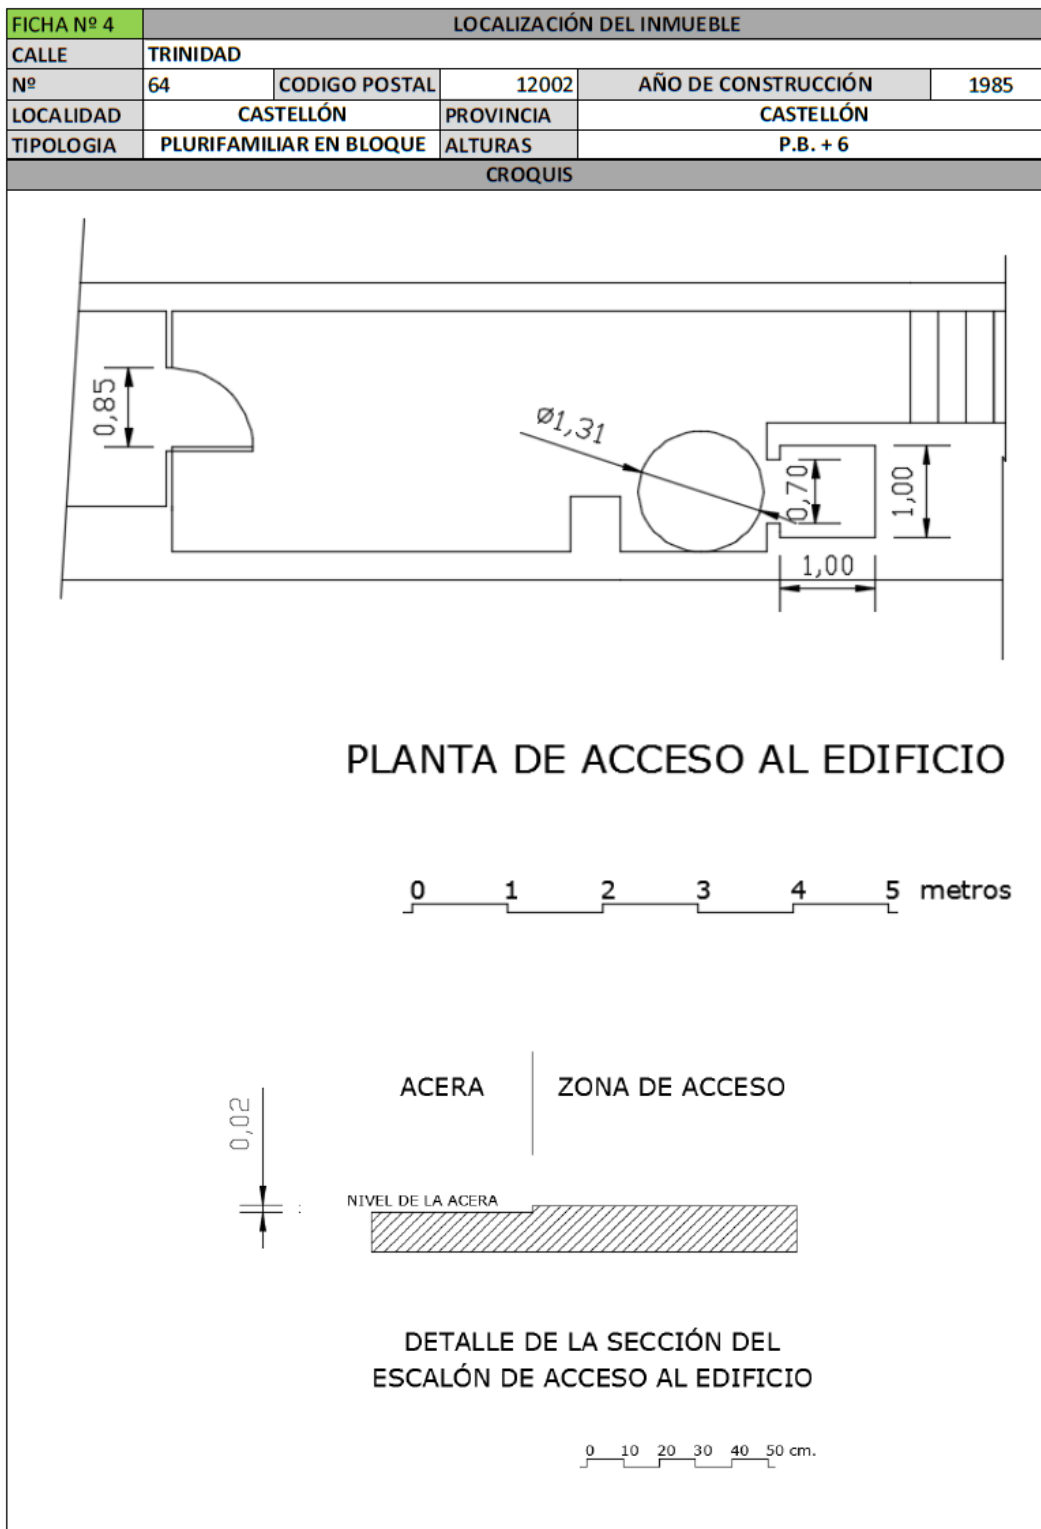 FICHA Nº 4 LOCALIZACIÓN DEL INMUEBLE
CALLE TRINIDAD
Nº 64 CODIGO POSTAL 12002 AÑO DE CONSTRUCCIÓN 1985
LOCALIDAD CASTELLÓN PROVINCIA CASTELLÓN
TIPOLOGIA PLURIFAMILIAR EN BLOQUE ALTURAS P.B. + 6
CROQUIS
0,85
ø1,31
0,70
1,00
1,00
PLANTA DE ACCESO AL EDIFICIO
0 1 2 3 4 5 metros
ACERA ZONA DE ACCESO
0,02
NIVEL DE LA ACERA
DETALLE DE LA SECCIÓN DEL
ESCALÓN DE ACCESO AL EDIFICIO
0 10 20 30 40 50 cm.